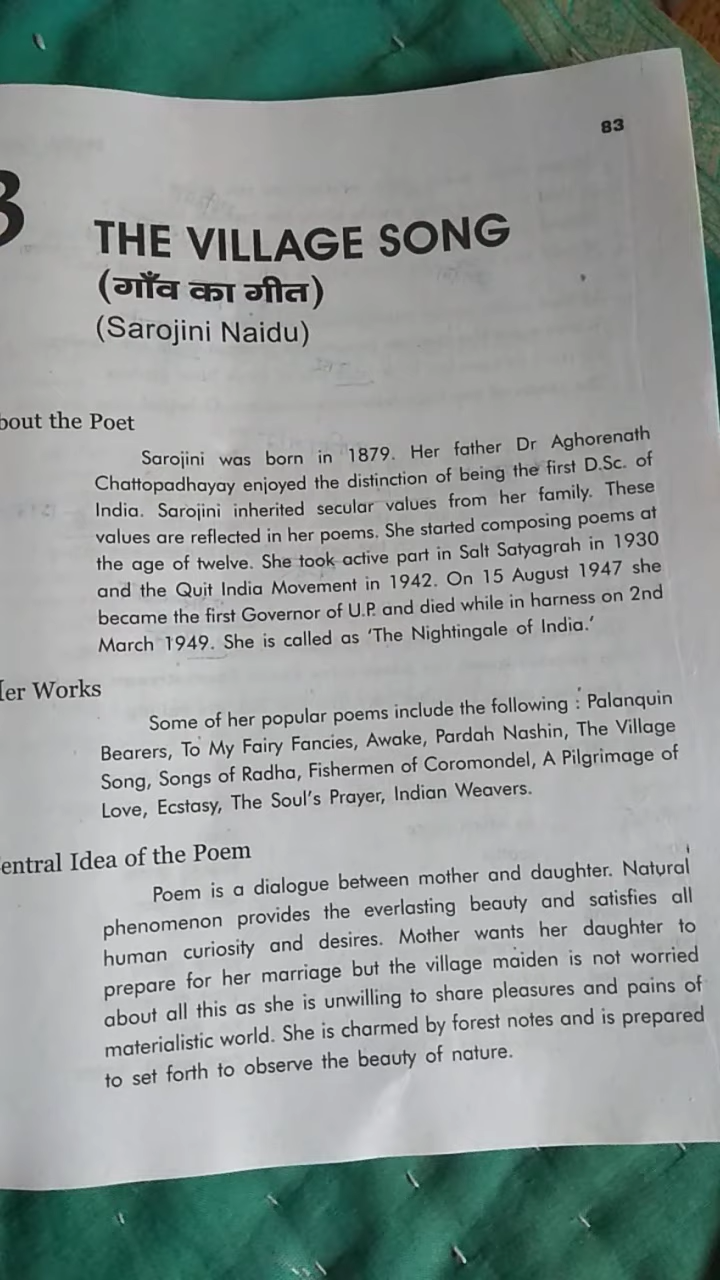 83
THE VILLAGE SONG
(गाँव का गीत)
(Sarojini Naidu)
bout the Poet
Sarojini was born in 1879. Her father Dr Aghorenath
Chattopadhayay enjoyed the distinction of being the first D.Sc. of
India. Sarojini inherited secular values from her family. These
values are reflected in her poems. She started composing poems at
the age of twelve. She took active part in Salt Satyagrah in 1930
and the Quit India Movement in 1942. On 15 August 1947 she
became the first Governor of U.P. and died while in harness on 2nd
March 1949. She is called as ‘The Nightingale of India.’
er Works
Some of her popular poems include the following : Palanquin
Bearers, To My Fairy Fancies, Awake, Pardah Nashin, The Village
Song, Songs of Radha, Fishermen of Coromondel, A Pilgrimage of
Love, Ecstasy, The Soul’s Prayer, Indian Weavers.
entral Idea of the Poem
Poem is a dialogue between mother and daughter. Natural
phenomenon provides the everlasting beauty and satisfies all
human curiosity and desires. Mother wants her daughter to
prepare for her marriage but the village maiden is not worried
about all this as she is unwilling to share pleasures and pains of
materialistic world. She is charmed by forest notes and is prepared
to set forth to observe the beauty of nature.